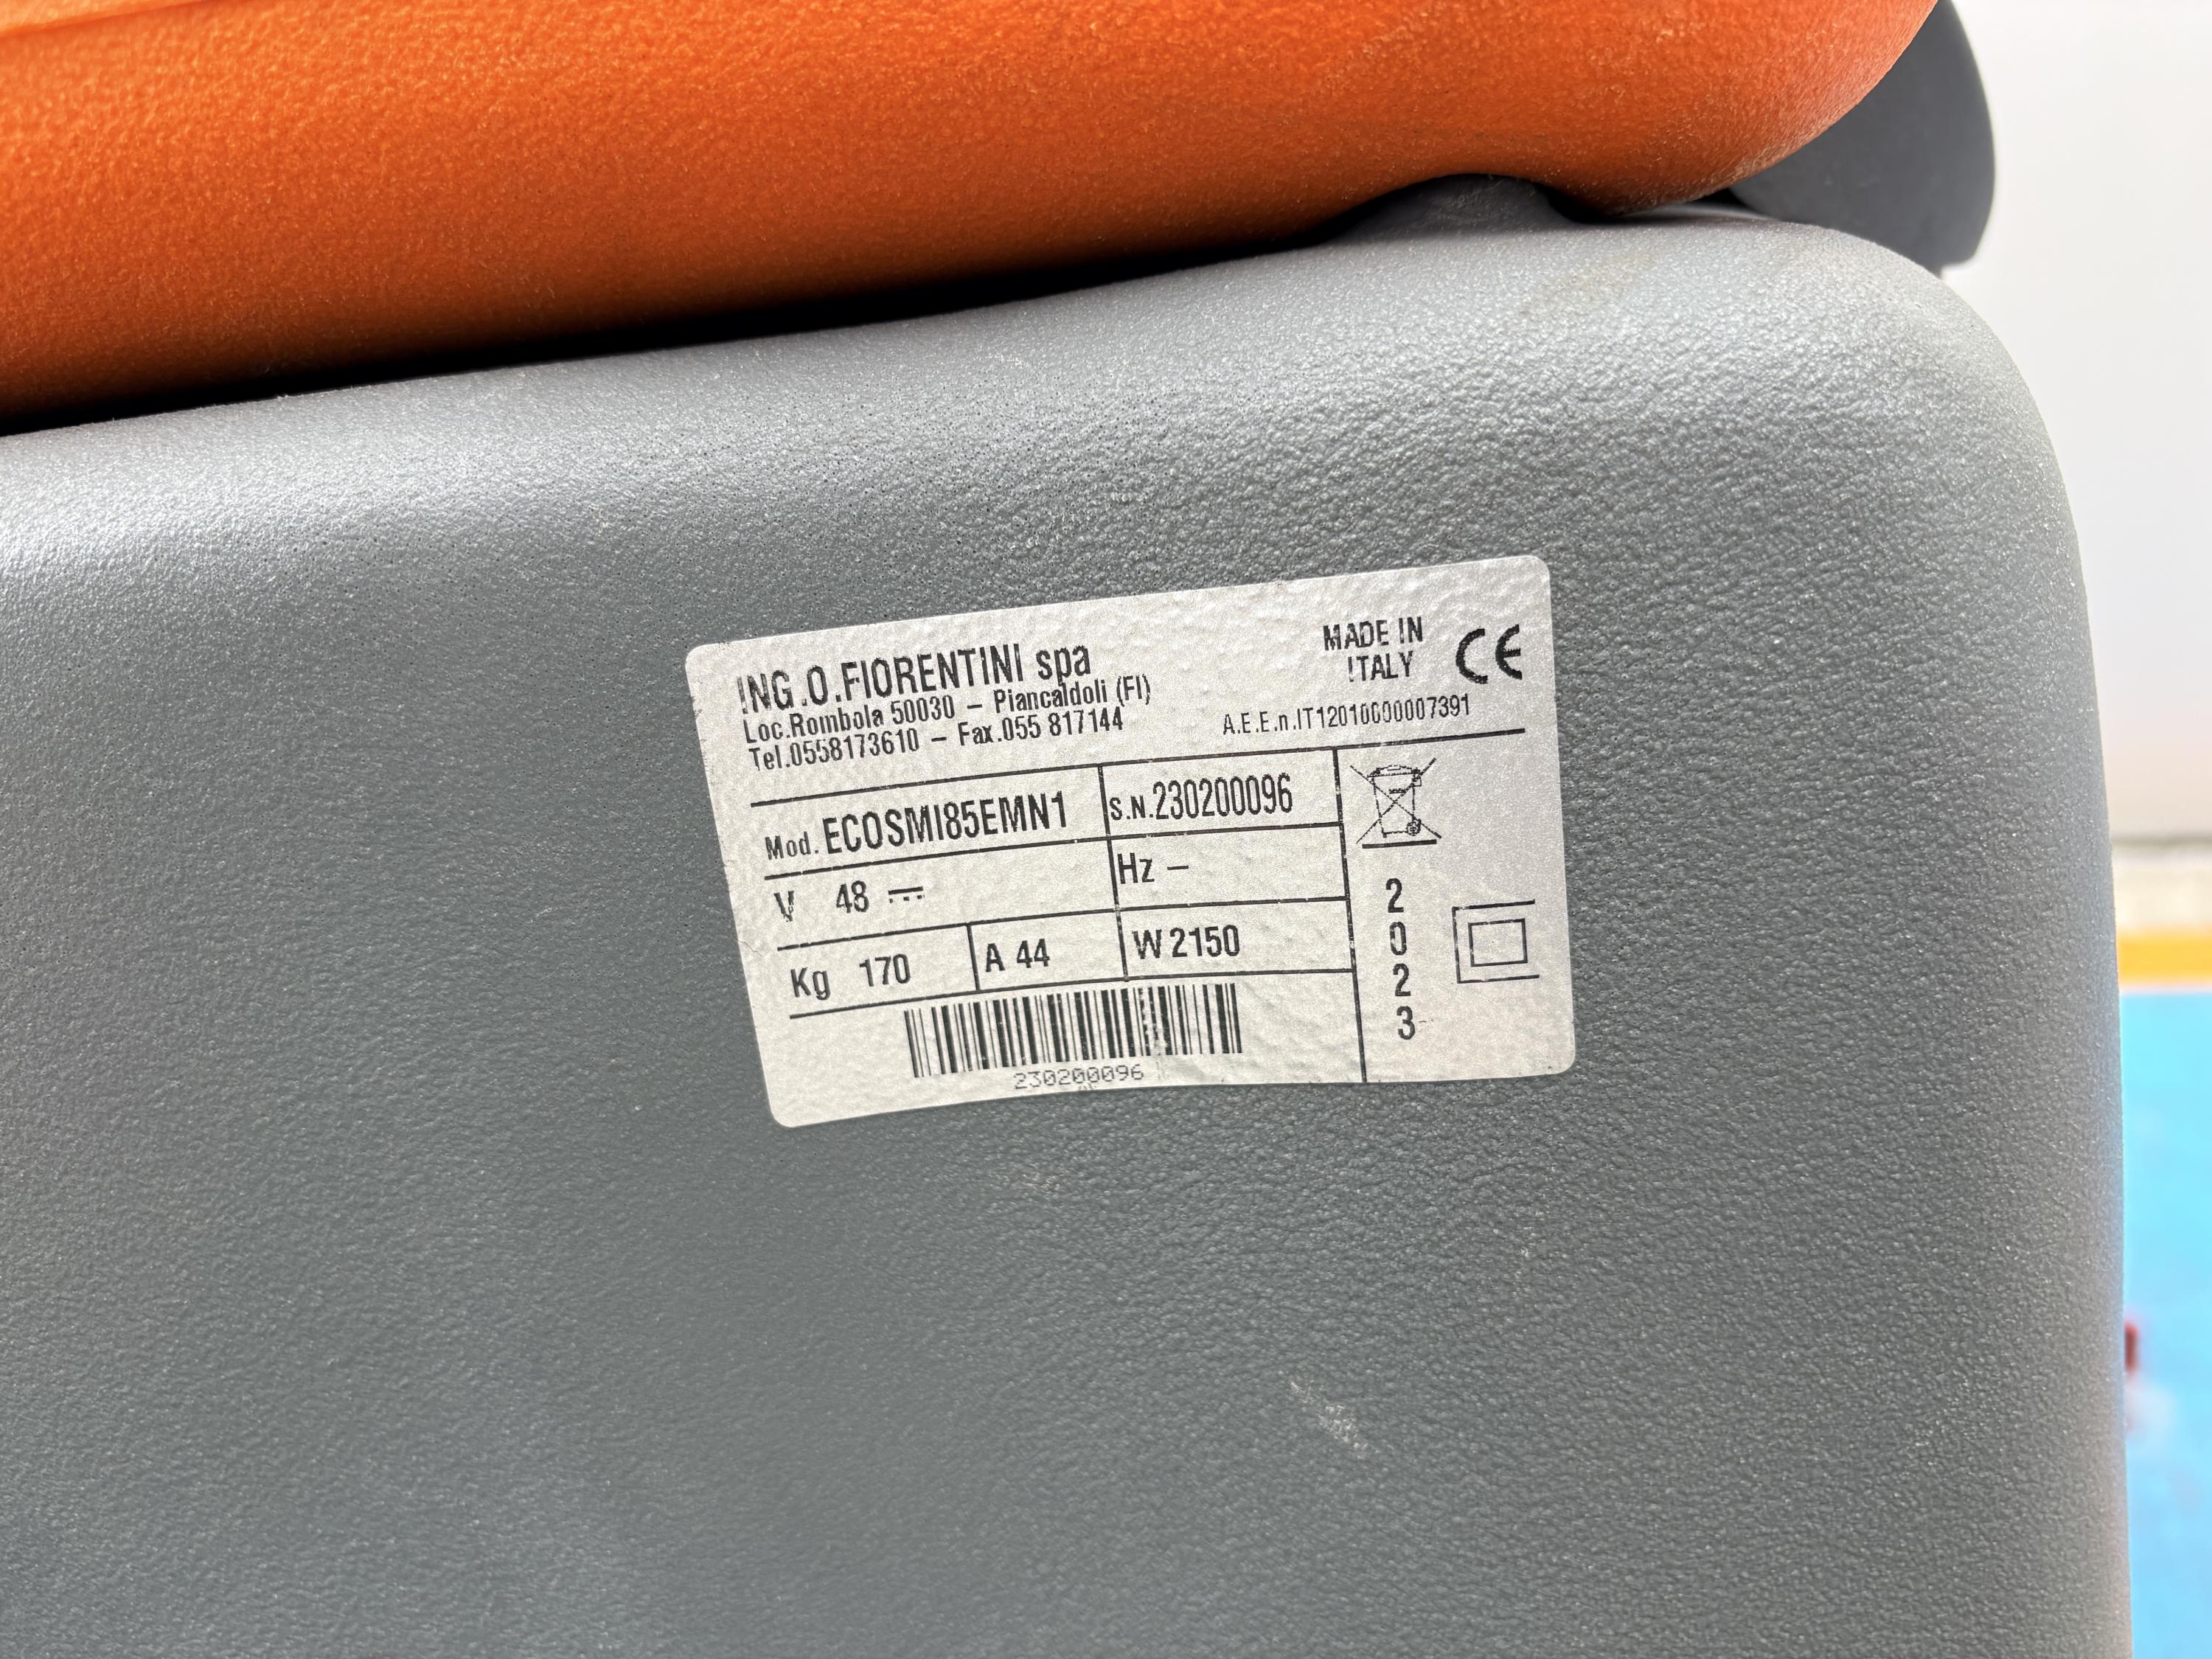 ING.O.FIORENTINI spa
Loc.Rombola 50030 – Piancaldoli (FI)
Tel.0558173610 – Fax.055 817144
MADE IN
ITALY
CE
A.E.E.n.IT12010000007391
Mod. ECOSMI85EMN1
S.N.230200096
V 48
Hz –
Kg 170
A 44
W 2150
230200096
2
0
2
3